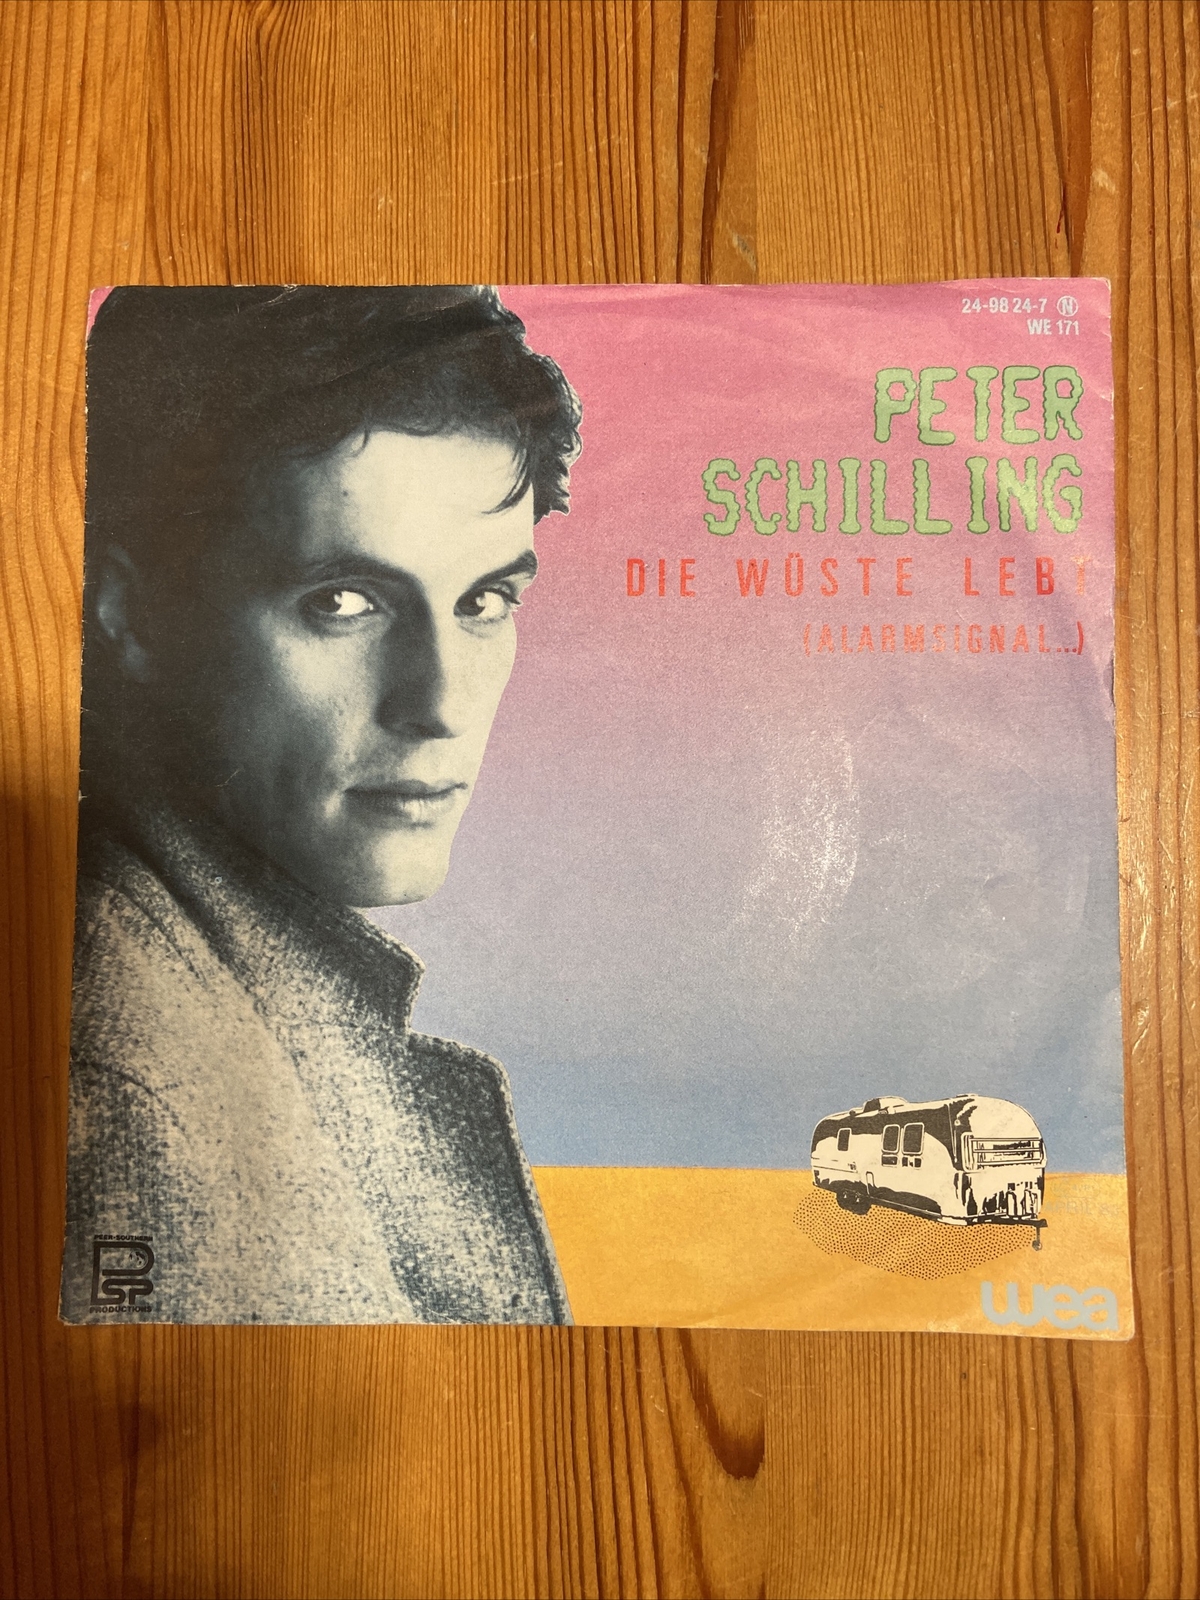 24-98 24-7 Ⓝ
WE 171
PETER
SCHILLING
DIE WÜSTE LEBT
(ALARMSIGNAL...)
PEER-SOUTHERN
PSP
PRODUCTIONS
wea